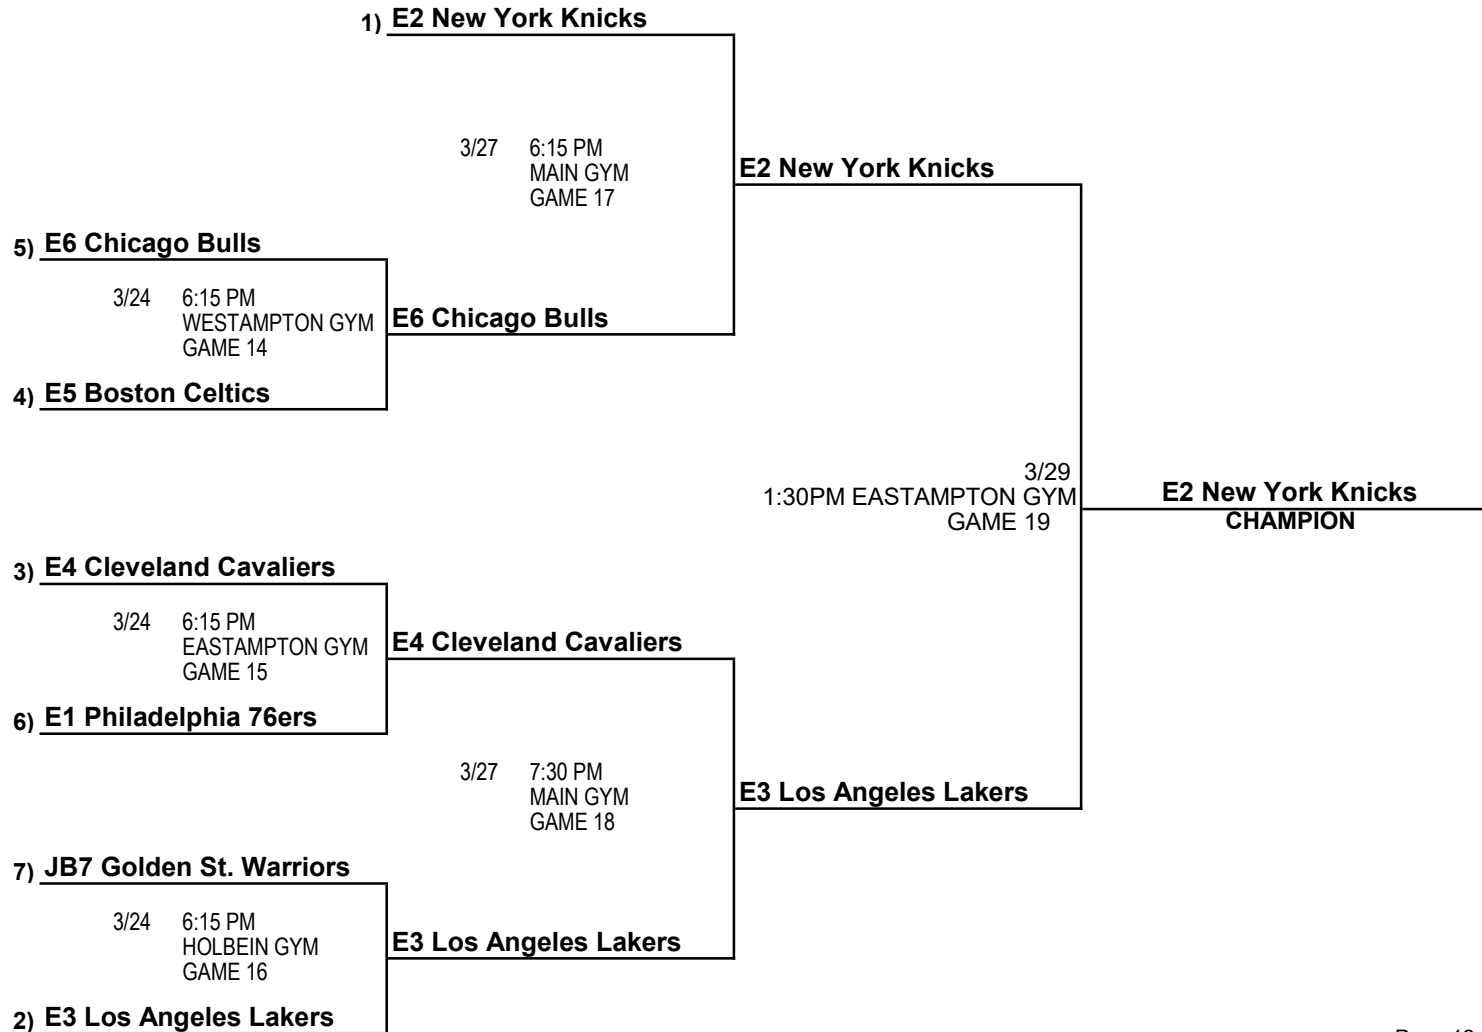 1) E2 New York Knicks
3/27 6:15 PM
MAIN GYM
GAME 17
E2 New York Knicks
5) E6 Chicago Bulls
3/24 6:15 PM
WESTAMPTON GYM
GAME 14
E6 Chicago Bulls
4) E5 Boston Celtics
3/29
1:30PM EASTAMPTON GYM
GAME 19
E2 New York Knicks
CHAMPION
3) E4 Cleveland Cavaliers
3/24 6:15 PM
EASTAMPTON GYM
GAME 15
E4 Cleveland Cavaliers
6) E1 Philadelphia 76ers
3/27 7:30 PM
MAIN GYM
GAME 18
E3 Los Angeles Lakers
7) JB7 Golden St. Warriors
3/24 6:15 PM
HOLBEIN GYM
GAME 16
E3 Los Angeles Lakers
2) E3 Los Angeles Lakers